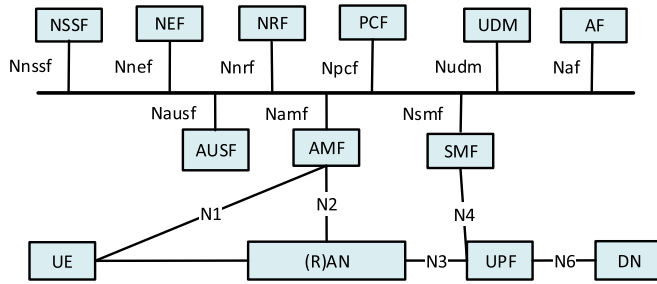 NSSF NEF NRF PCF UDM AF
Nnssf Nnef Nnrf Npcf Nudm Naf
Nausf Namf Nsmf
AUSF AMF SMF
N1 N2 N4
UE (R)AN N3 UPF N6 DN